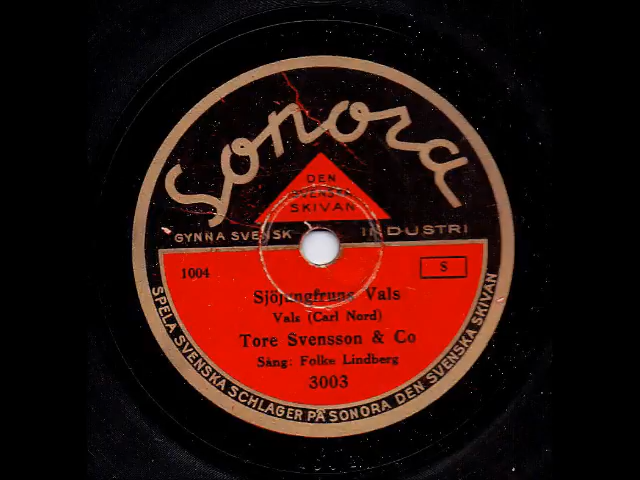 Sonora
DEN
SVENSKA
SKIVAN
GYNNA SVENSK INDUSTRI
1004
S
Sjöjungfruns Vals
Vals (Carl Nord)
Tore Svensson & Co
Sång: Folke Lindberg
3003
SPELA SVENSKA SCHLAGER PÅ SONORA DEN SVENSKA SKIVAN